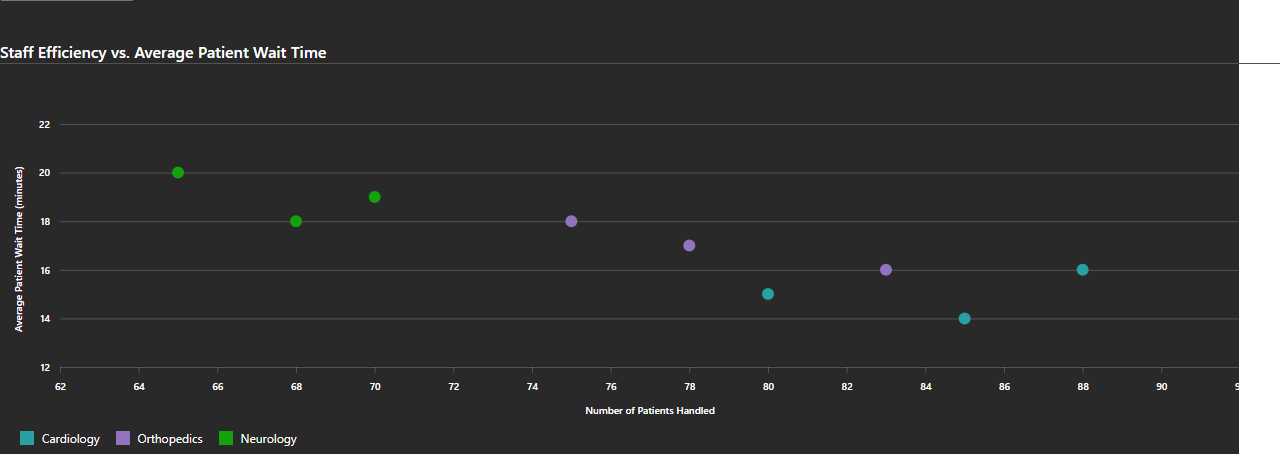 Staff Efficiency vs. Average Patient Wait Time
22
20
18
16
14
12
Average Patient Wait Time (minutes)
62 64 66 68 70 72 74 76 78 80 82 84 86 88 90
Number of Patients Handled
Cardiology Orthopedics Neurology